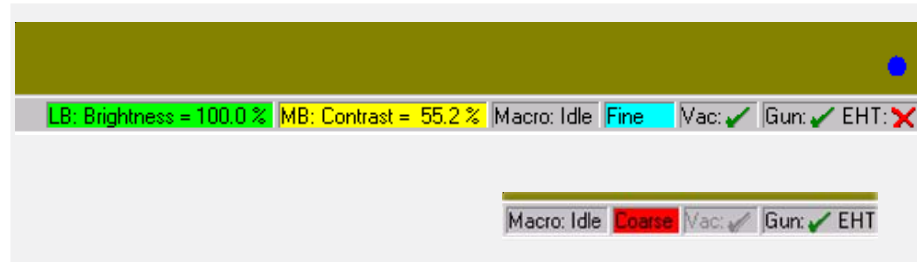 LB: Brightness = 100.0 % MB: Contrast = 55.2 % Macro: Idle Fine Vac: Gun: EHT:
Macro: Idle Coarse Vac: Gun: EHT